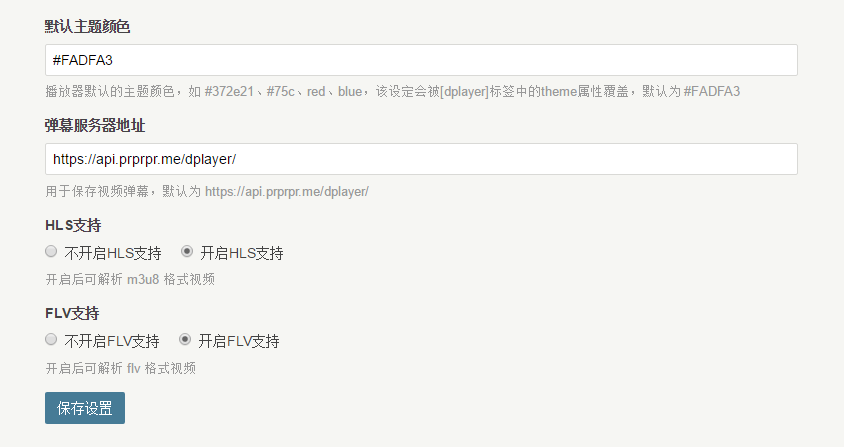 默认主题颜色
#FADFA3
播放器默认的主题颜色，如 #372e21、#75c、red、blue，该设定会被[dplayer]标签中的theme属性覆盖，默认为 #FADFA3
弹幕服务器地址
https://api.prprpr.me/dplayer/
用于保存视频弹幕，默认为 https://api.prprpr.me/dplayer/
HLS支持
不开启HLS支持 开启HLS支持
开启后可解析 m3u8 格式视频
FLV支持
不开启FLV支持 开启FLV支持
开启后可解析 flv 格式视频
保存设置